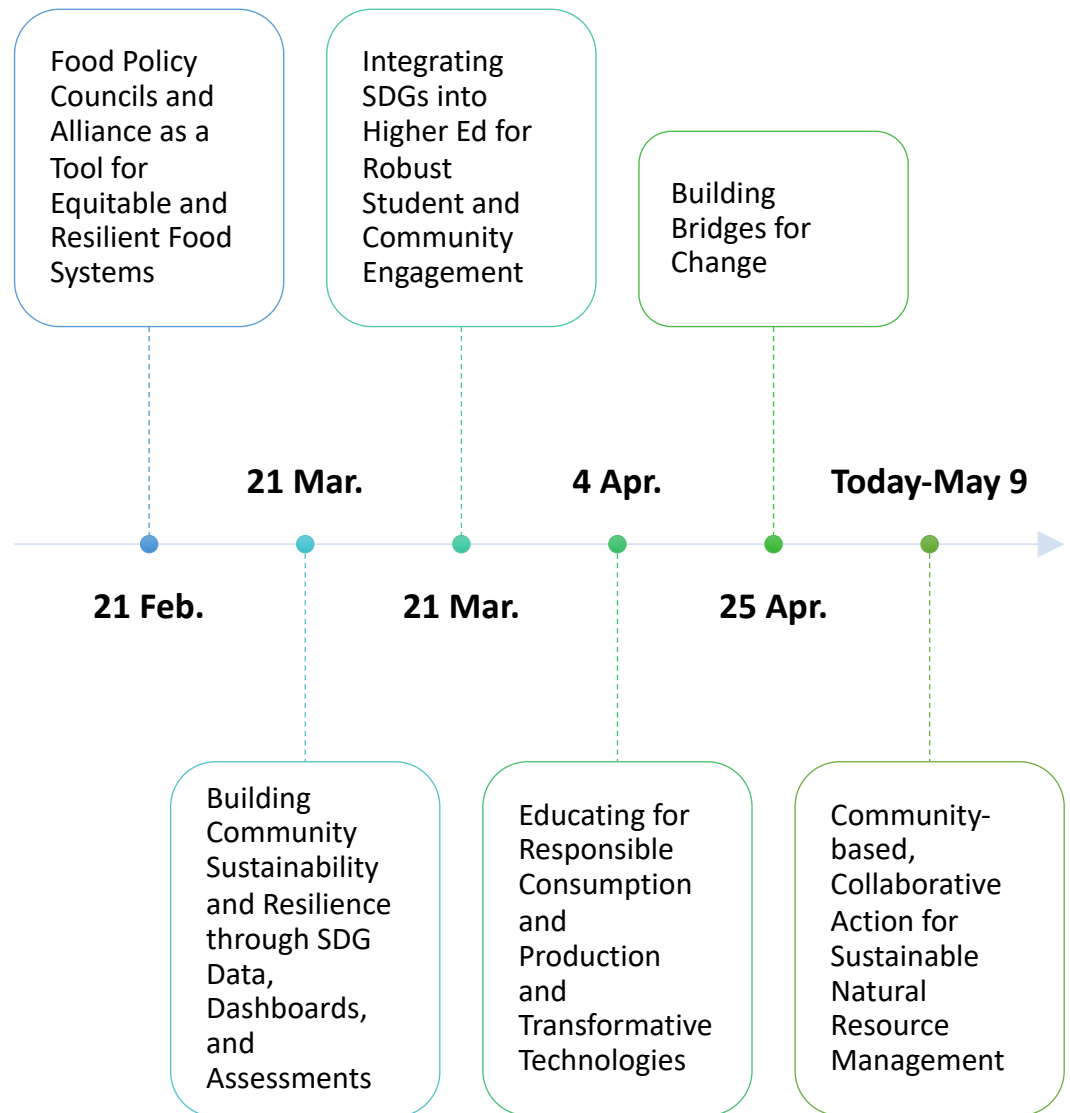 Food Policy
Councils and
Alliance as a
Tool for
Equitable and
Resilient Food
Systems
Integrating
SDGs into
Higher Ed for
Robust
Student and
Community
Engagement
Building
Bridges for
Change
21 Mar.
4 Apr.
Today-May 9
21 Feb.
21 Mar.
25 Apr.
Building
Community
Sustainability
and Resilience
through SDG
Data,
Dashboards,
and
Assessments
Educating for
Responsible
Consumption
and
Production
and
Transformative
Technologies
Community-
based,
Collaborative
Action for
Sustainable
Natural
Resource
Management